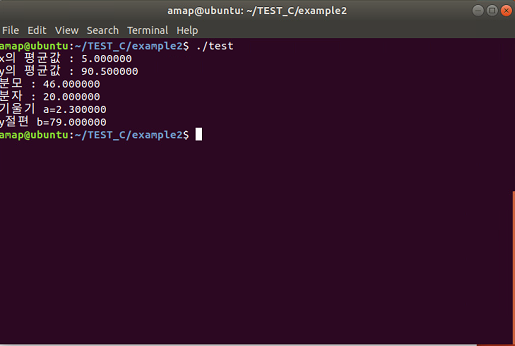 amap@ubuntu: ~/TEST_C/example2
File Edit View Search Terminal Help
amap@ubuntu:~/TEST_C/example2$ ./test
x의 평균값 : 5.000000
y의 평균값 : 90.500000
분모 : 46.000000
분자 : 20.000000
기울기 a=2.300000
y절편 b=79.000000
amap@ubuntu:~/TEST_C/example2$